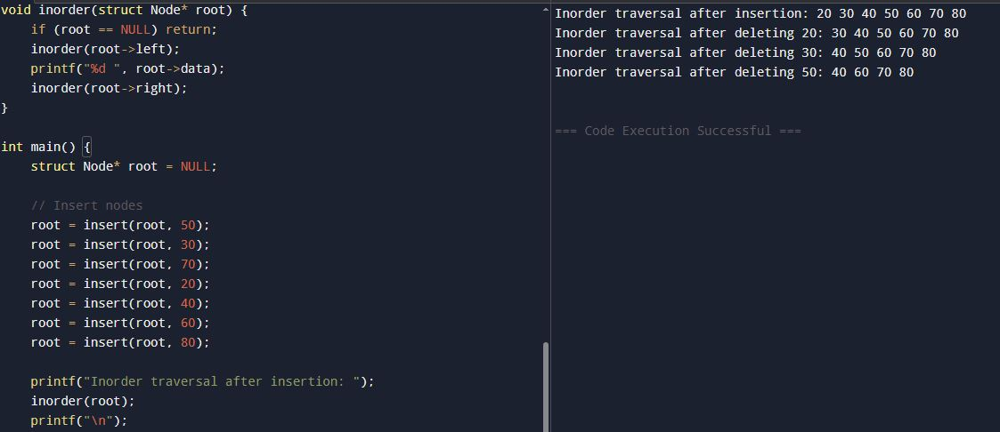 void inorder(struct Node* root) {
    if (root == NULL) return;
    inorder(root->left);
    printf("%d ", root->data);
    inorder(root->right);
}
int main() {
    struct Node* root = NULL;
    // Insert nodes
    root = insert(root, 50);
    root = insert(root, 30);
    root = insert(root, 70);
    root = insert(root, 20);
    root = insert(root, 40);
    root = insert(root, 60);
    root = insert(root, 80);
    printf("Inorder traversal after insertion: ");
    inorder(root);
    printf("\n");
Inorder traversal after insertion: 20 30 40 50 60 70 80
Inorder traversal after deleting 20: 30 40 50 60 70 80
Inorder traversal after deleting 30: 40 50 60 70 80
Inorder traversal after deleting 50: 40 60 70 80
=== Code Execution Successful ===